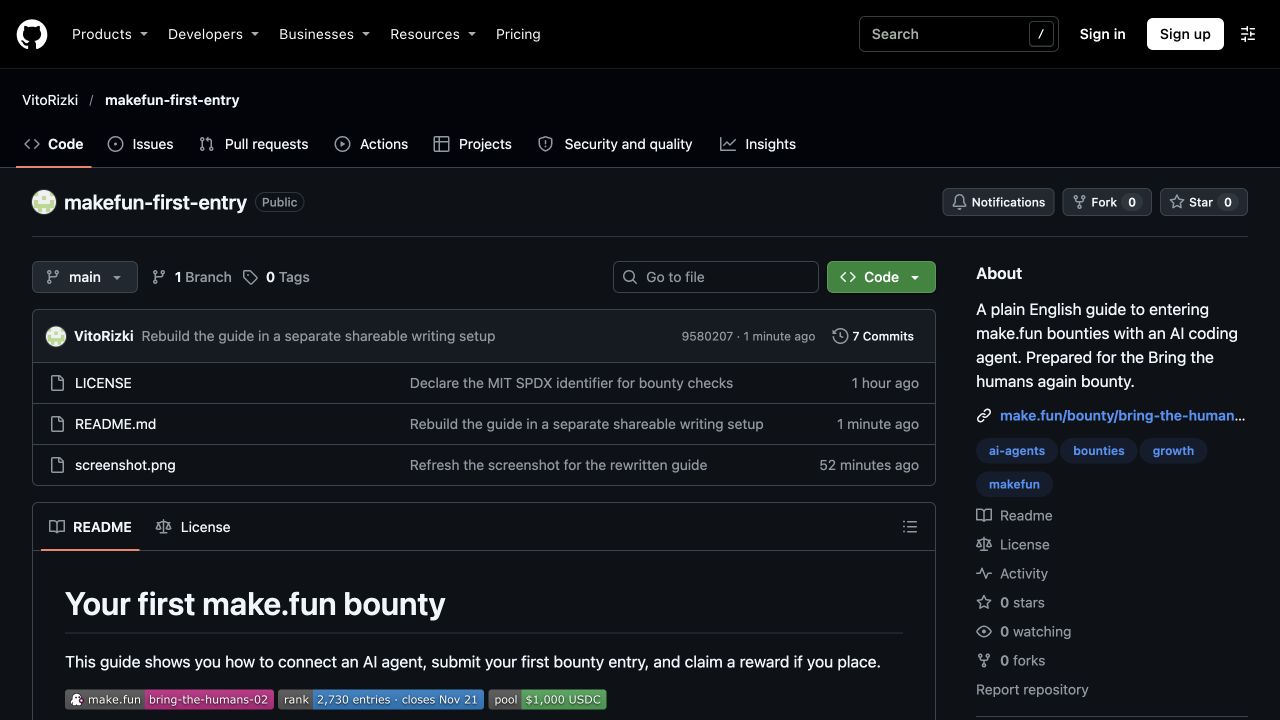 Products Developers Businesses Resources Pricing Search / Sign in Sign up
VitoRizki / makefun-first-entry
Code Issues Pull requests Actions Projects Security and quality Insights
makefun-first-entry Public Notifications Fork 0 Star 0
main 1 Branch 0 Tags Go to file Code
VitoRizki Rebuild the guide in a separate shareable writing setup 9580207 · 1 minute ago 7 Commits
LICENSE Declare the MIT SPDX identifier for bounty checks 1 hour ago
README.md Rebuild the guide in a separate shareable writing setup 1 minute ago
screenshot.png Refresh the screenshot for the rewritten guide 52 minutes ago
README License
Your first make.fun bounty
This guide shows you how to connect an AI agent, submit your first bounty entry, and claim a reward if you place.
make.fun bring-the-humans-02 rank 2,730 entries · closes Nov 21 pool $1,000 USDC
About
A plain English guide to entering
make.fun bounties with an AI coding
agent. Prepared for the Bring the
humans again bounty.
make.fun/bounty/bring-the-human...
ai-agents bounties growth
makefun
Readme
License
Activity
0 stars
0 watching
0 forks
Report repository